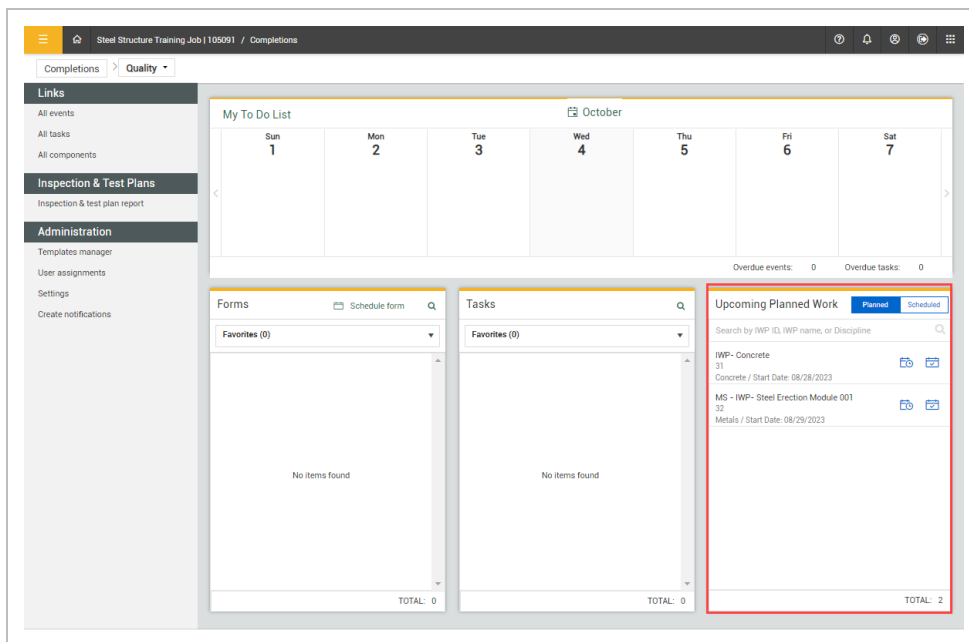 Steel Structure Training Job | 105091 / Completions
Completions > Quality
Links
All events
All tasks
All components
Inspection & Test Plans
Inspection & test plan report
Administration
Templates manager
User assignments
Settings
Create notifications
My To Do List
October
Sun Mon Tue Wed Thu Fri Sat
1 2 3 4 5 6 7
Overdue events: 0 Overdue tasks: 0
Forms Schedule form
Favorites (0)
No items found
TOTAL: 0
Tasks
Favorites (0)
No items found
TOTAL: 0
Upcoming Planned Work Planned Scheduled
Search by IWP ID, IWP name, or Discipline
IWP- Concrete
31
Concrete / Start Date: 08/28/2023
MS - IWP- Steel Erection Module 001
32
Metals / Start Date: 08/29/2023
TOTAL: 2